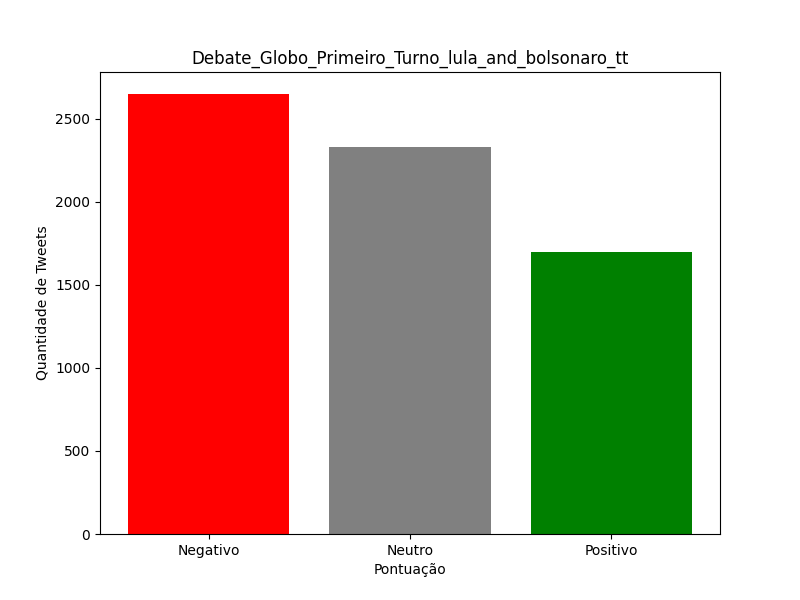 Debate_Globo_Primeiro_Turno_lula_and_bolsonaro_tt
Quantidade de Tweets
2500
2000
1500
1000
500
0
Negativo
Neutro
Positivo
Pontuação